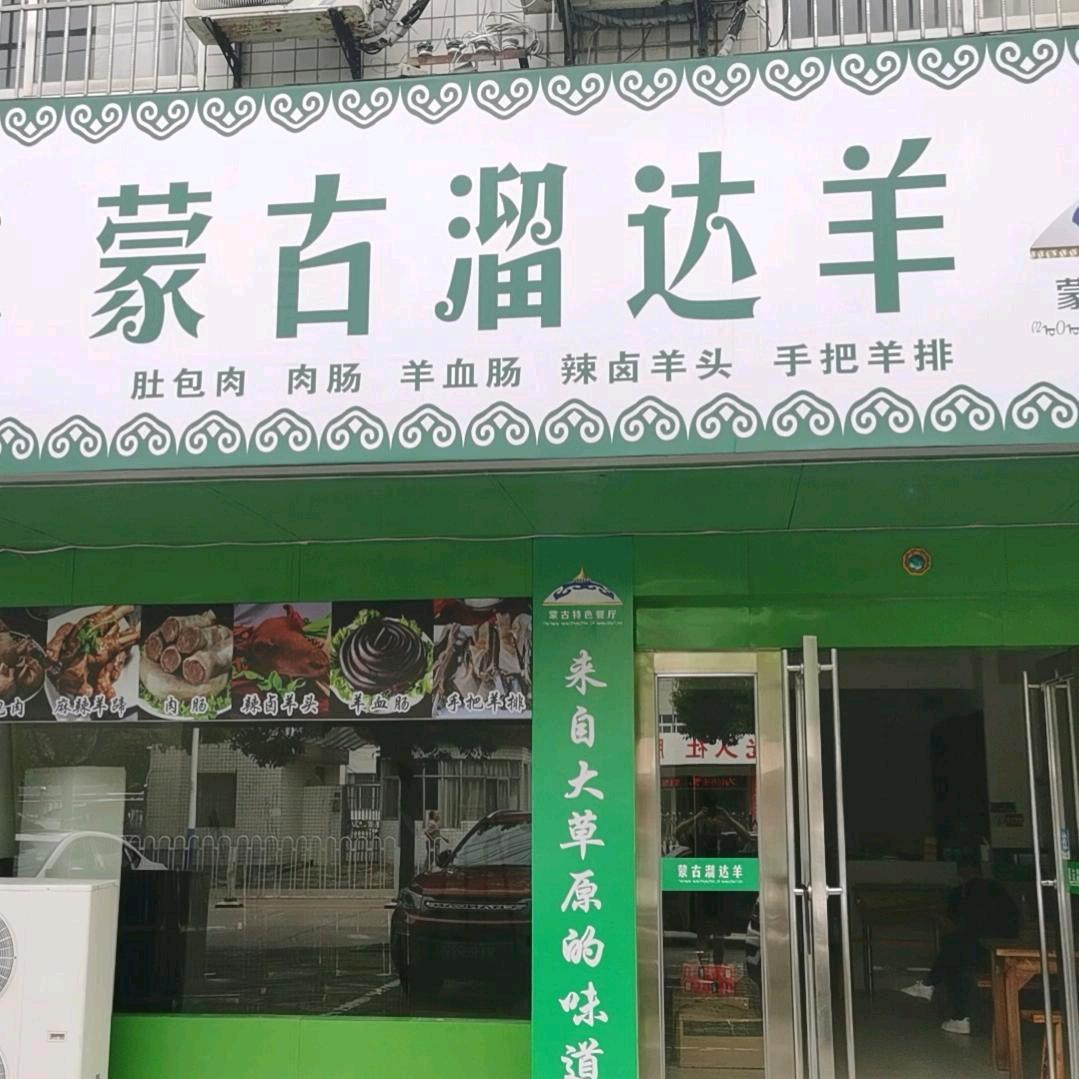 蒙古溜达羊
肚包肉 肉肠 羊血肠 辣卤羊头 手把羊排
蒙
包肉 麻辣羊蹄 肉肠 辣卤羊头 羊血肠 手把羊排
蒙古特色餐厅
来自大草原的味道
蒙古溜达羊